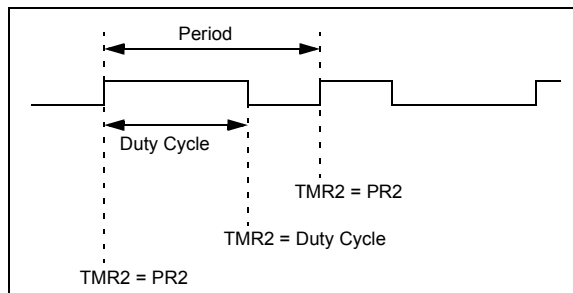 Period
Duty Cycle
TMR2 = PR2
TMR2 = Duty Cycle
TMR2 = PR2